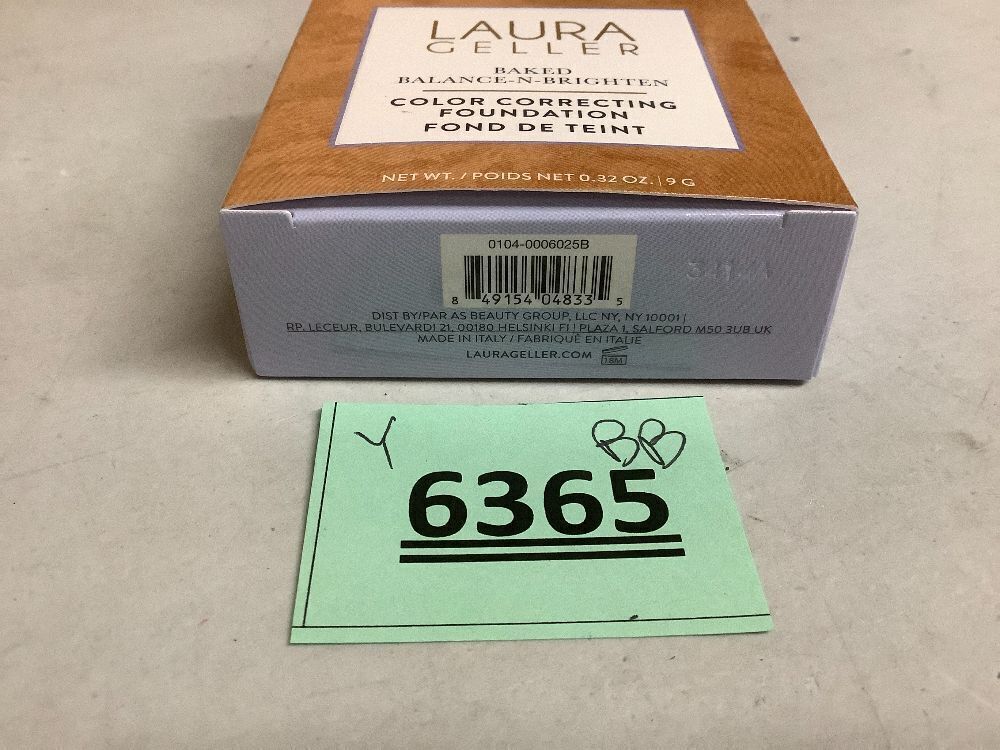 LAURA
GELLER
BAKED
BALANCE-N-BRIGHTEN
COLOR CORRECTING
FOUNDATION
FOND DE TEINT
NET WT. / POIDS NET 0.32 OZ. | 9 G
0104-0006025B
8 49154 04833 5
DIST BY/PAR AS BEAUTY GROUP, LLC NY, NY 10001 |
RP. LECEUR, BULEVARDI 21, 00180 HELSINKI FI | PLAZA 1, SALFORD M50 3UB UK
MADE IN ITALY / FABRIQUÉ EN ITALIE
LAURAGELLER.COM 18M
Y BB
6365